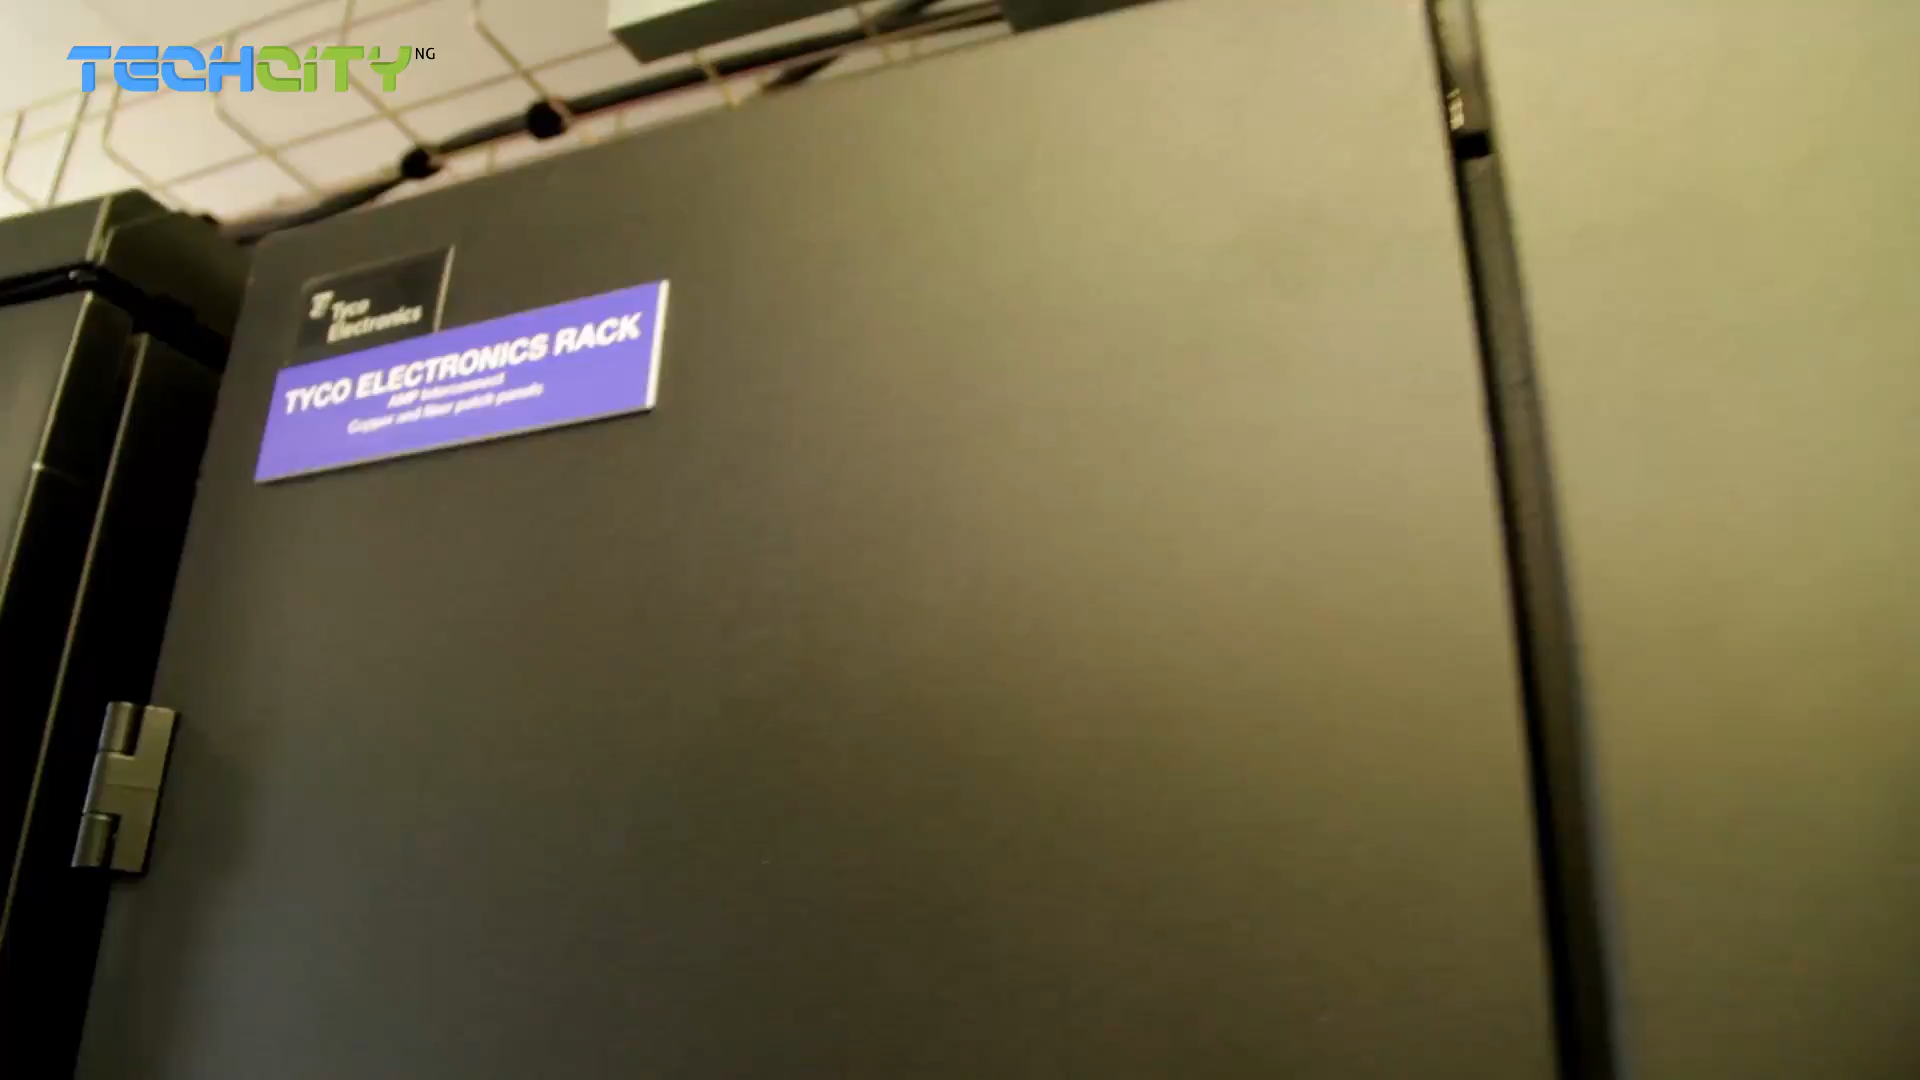 TECHCITY NG
Tyco
Electronics
TYCO ELECTRONICS RACK
AMP Interconnect
Copper and fiber patch panels